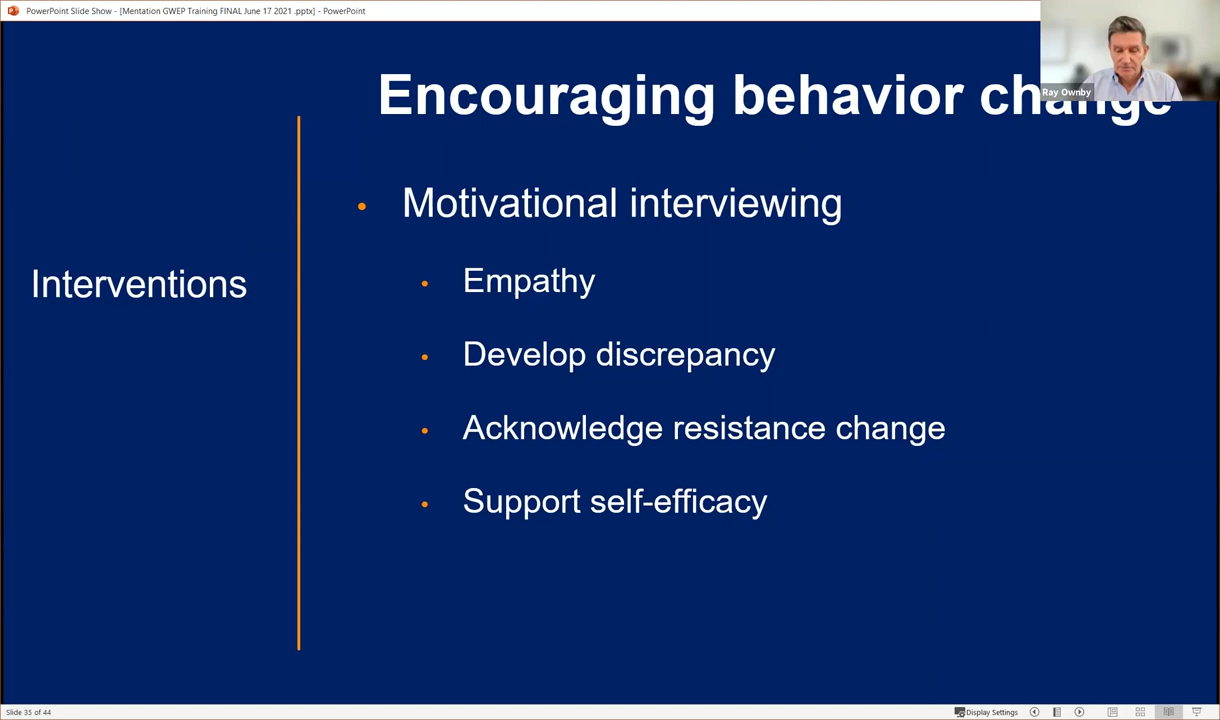 PowerPoint Slide Show - [Mentation GWEP Training FINAL June 17 2021 .pptx] - PowerPoint
Ray Ownby
Encouraging behavior change
Interventions
• Motivational interviewing
• Empathy
• Develop discrepancy
• Acknowledge resistance change
• Support self-efficacy
Slide 35 of 44
Display Settings